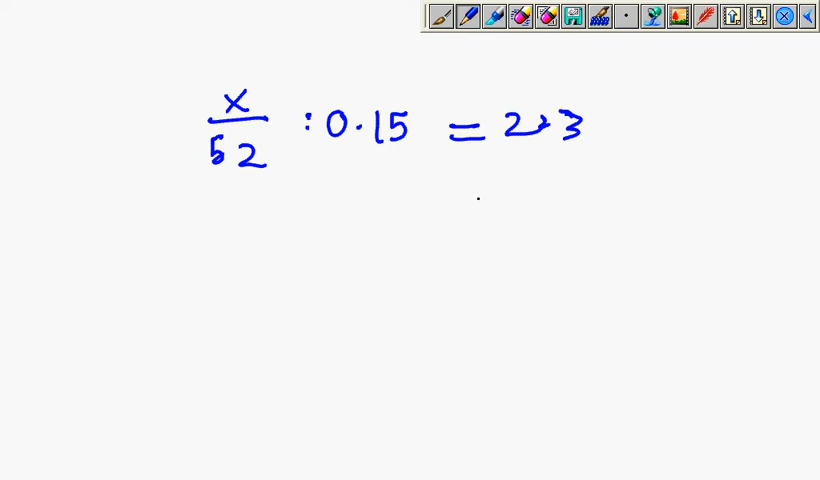 x/52 : 0.15 = 2:3